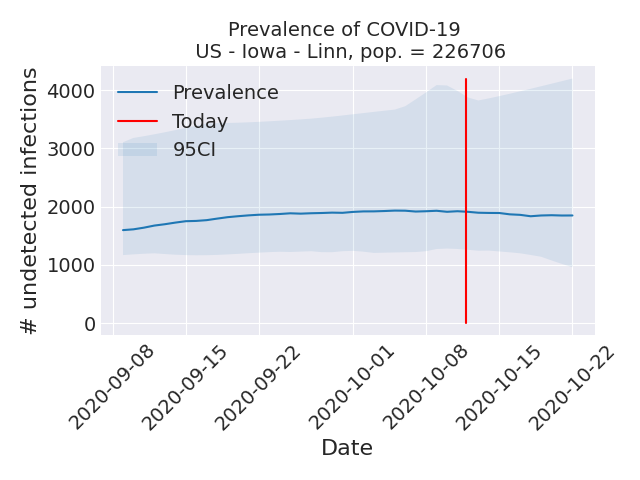 Prevalence of COVID-19
US - Iowa - Linn, pop. = 226706
# undetected infections
4000
3000
2000
1000
0
Prevalence
Today
95CI
2020-09-08
2020-09-15
2020-09-22
2020-10-01
2020-10-08
2020-10-15
2020-10-22
Date